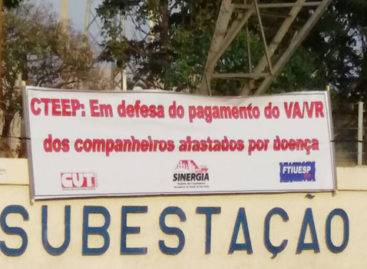 CTEEP: Em defesa do pagamento do VA/VR
dos companheiros afastados por doença
CUT
SINERGIA
FTIUESP
SUBESTAÇÃO